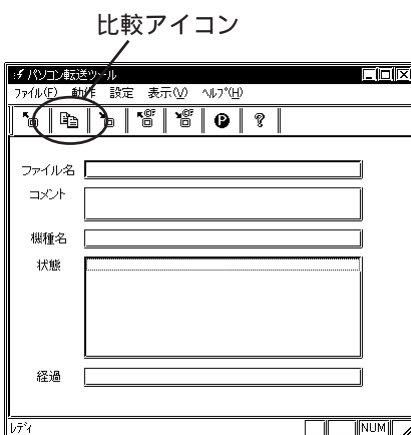 比較アイコン
パソコン転送ツール
ファイル(F) 動作 設定 表示(V) ヘルプ(H)
CF CF P ?
ファイル名
コメント
機種名
状態
経過
レディ NUM